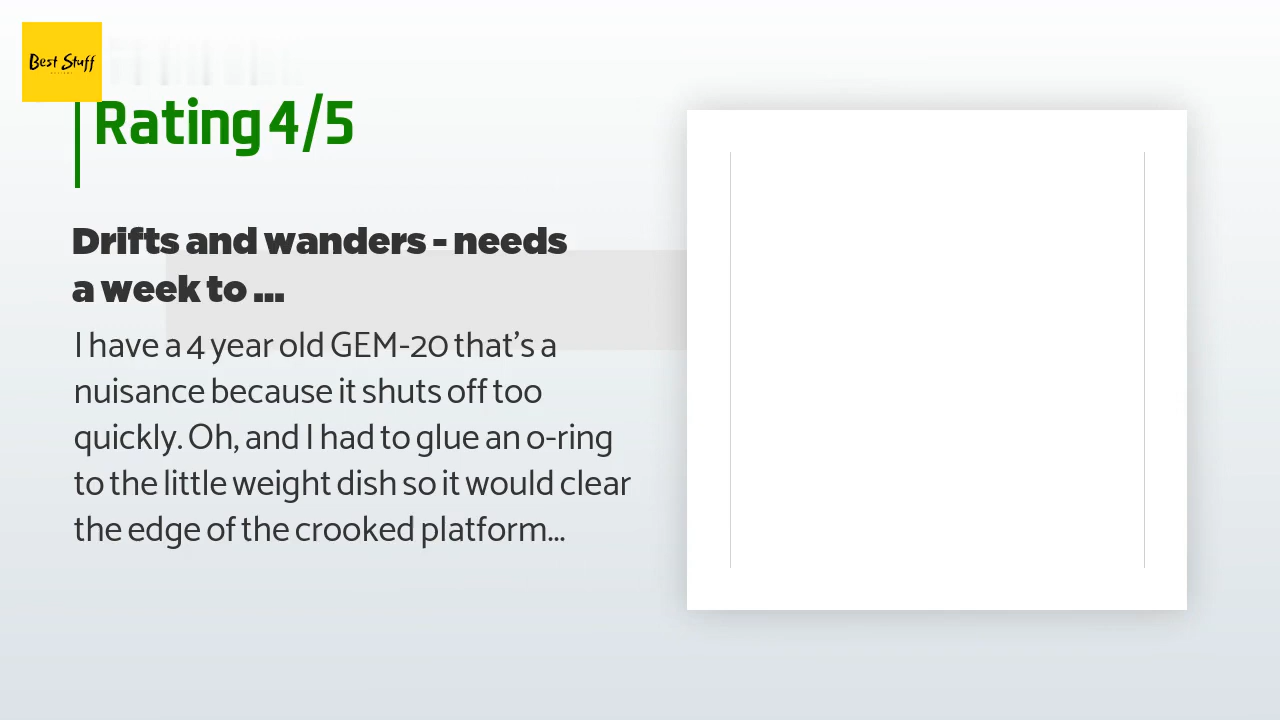 Best Stuff
Rating 4/5
Drifts and wanders - needs
a week to ...
I have a 4 year old GEM-20 that's a
nuisance because it shuts off too
quickly. Oh, and I had to glue an o-ring
to the little weight dish so it would clear
the edge of the crooked platform...